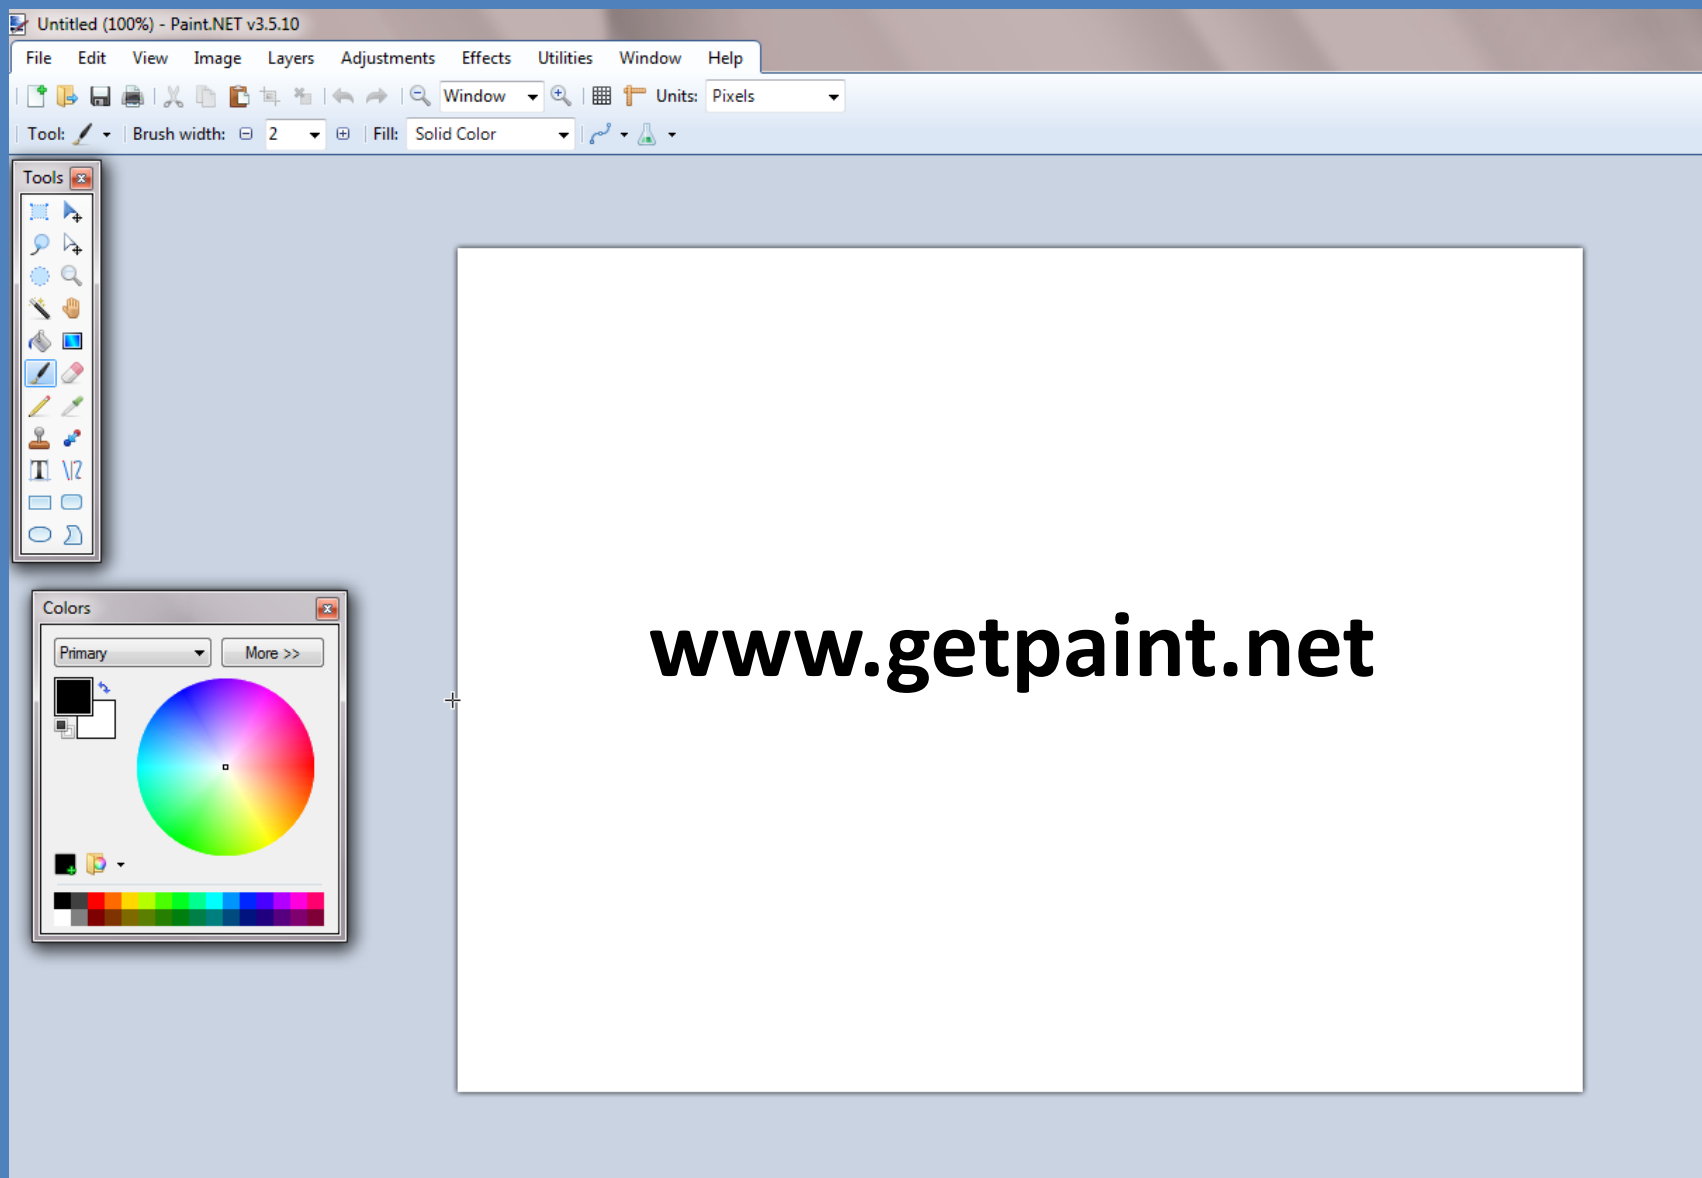 Untitled (100%) - Paint.NET v3.5.10
File Edit View Image Layers Adjustments Effects Utilities Window Help
Window Units: Pixels
Tool: Brush width: 2 Fill: Solid Color
Tools
Colors
Primary More >>
www.getpaint.net